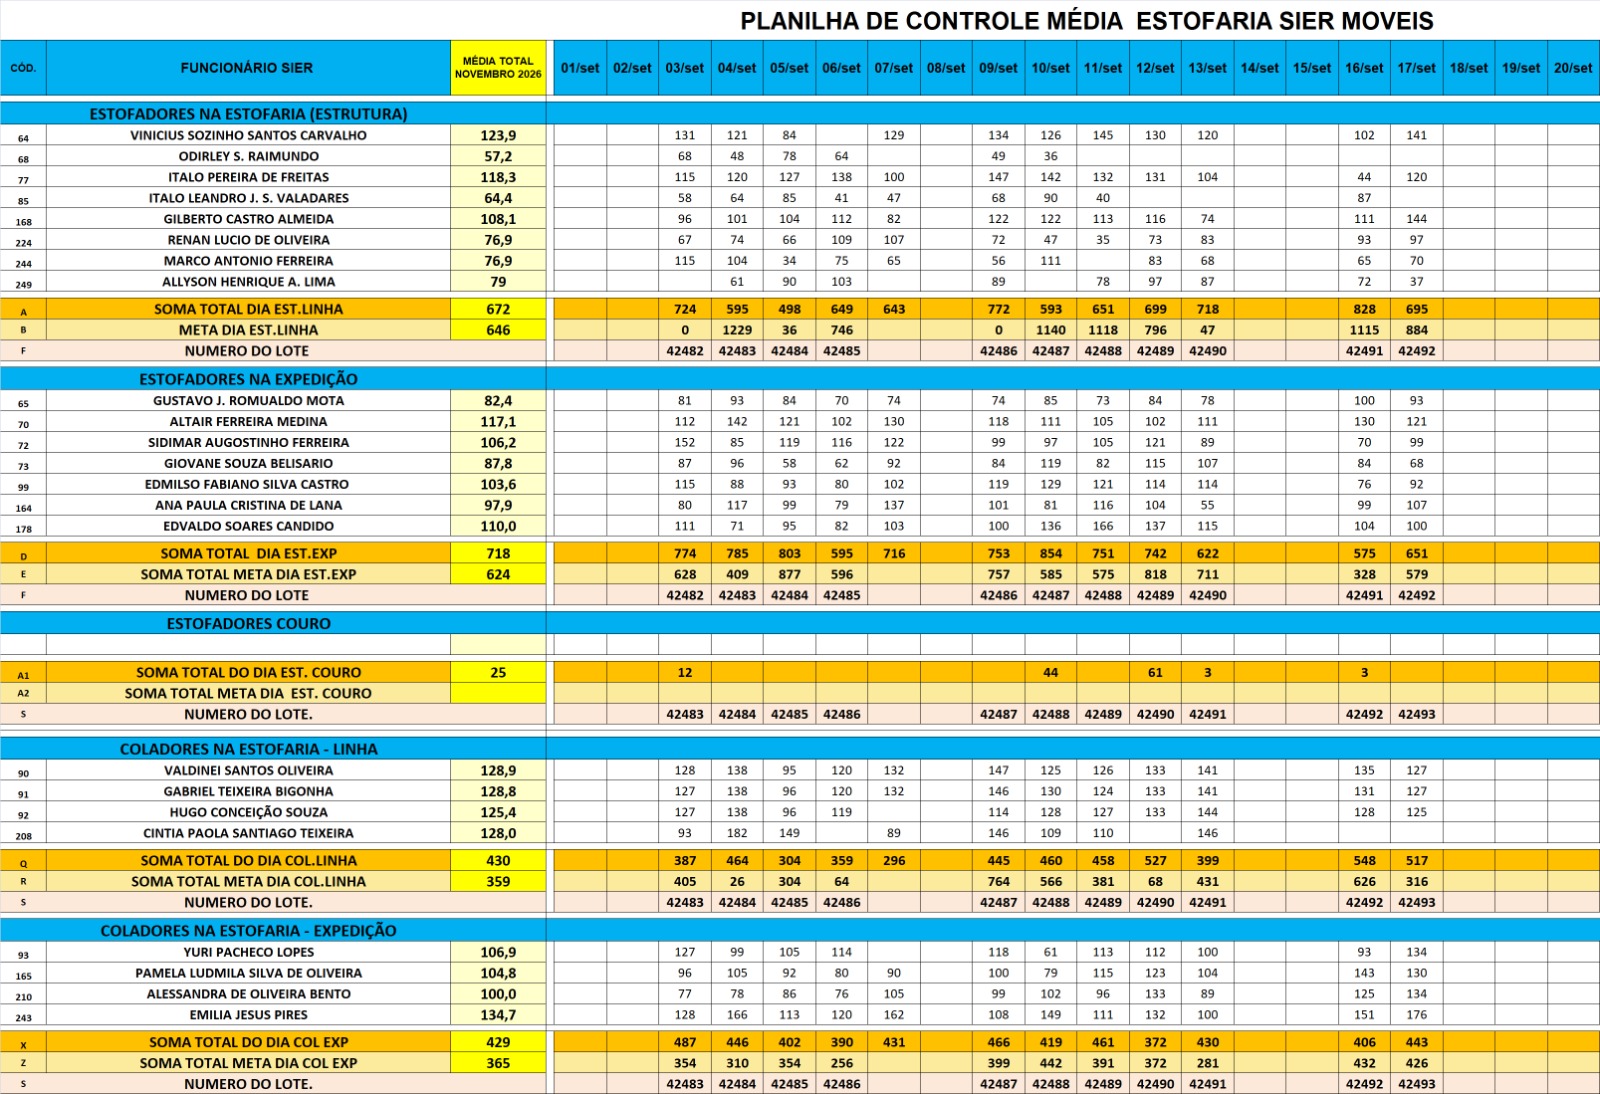 PLANILHA DE CONTROLE MÉDIA  ESTOFARIA SIER MOVEIS
CÓD. FUNCIONÁRIO SIER MÉDIA TOTAL NOVEMBRO 2026 01/set 02/set 03/set 04/set 05/set 06/set 07/set 08/set 09/set 10/set 11/set 12/set 13/set 14/set 15/set 16/set 17/set 18/set 19/set 20/set
ESTOFADORES NA ESTOFARIA (ESTRUTURA)
64 VINICIUS SOZINHO SANTOS CARVALHO 123,9 131 121 84 129 134 126 145 130 120 102 141
68 ODIRLEY S. RAIMUNDO 57,2 68 48 78 64 49 36
77 ITALO PEREIRA DE FREITAS 118,3 115 120 127 138 100 147 142 132 131 104 44 120
85 ITALO LEANDRO J. S. VALADARES 64,4 58 64 85 41 47 68 90 40 87
168 GILBERTO CASTRO ALMEIDA 108,1 96 101 104 112 82 122 122 113 116 74 111 144
224 RENAN LUCIO DE OLIVEIRA 76,9 67 74 66 109 107 72 47 35 73 83 93 97
244 MARCO ANTONIO FERREIRA 76,9 115 104 34 75 65 56 111 83 68 65 70
249 ALLYSON HENRIQUE A. LIMA 79 61 90 103 89 78 97 87 72 37
A SOMA TOTAL DIA EST.LINHA 672 724 595 498 649 643 772 593 651 699 718 828 695
B META DIA EST.LINHA 646 0 1229 36 746 0 1140 1118 796 47 1115 884
F NUMERO DO LOTE 42482 42483 42484 42485 42486 42487 42488 42489 42490 42491 42492
ESTOFADORES NA EXPEDIÇÃO
65 GUSTAVO J. ROMUALDO MOTA 82,4 81 93 84 70 74 74 85 73 84 78 100 93
70 ALTAIR FERREIRA MEDINA 117,1 112 142 121 102 130 118 111 105 102 111 130 121
72 SIDIMAR AUGOSTINHO FERREIRA 106,2 152 85 119 116 122 99 97 105 121 89 70 99
73 GIOVANE SOUZA BELISARIO 87,8 87 96 58 62 92 84 119 82 115 107 84 68
99 EDMILSO FABIANO SILVA CASTRO 103,6 115 88 93 80 102 119 129 121 114 114 76 92
164 ANA PAULA CRISTINA DE LANA 97,9 80 117 99 79 137 101 81 116 104 55 99 107
178 EDVALDO SOARES CANDIDO 110,0 111 71 95 82 103 100 136 166 137 115 104 100
D SOMA TOTAL  DIA EST.EXP 718 774 785 803 595 716 753 854 751 742 622 575 651
E SOMA TOTAL META DIA EST.EXP 624 628 409 877 596 757 585 575 818 711 328 579
F NUMERO DO LOTE 42482 42483 42484 42485 42486 42487 42488 42489 42490 42491 42492
ESTOFADORES COURO
A1 SOMA TOTAL DO DIA EST. COURO 25 12 44 61 3 3
A2 SOMA TOTAL META DIA  EST. COURO
S NUMERO DO LOTE. 42483 42484 42485 42486 42487 42488 42489 42490 42491 42492 42493
COLADORES NA ESTOFARIA - LINHA
90 VALDINEI SANTOS OLIVEIRA 128,9 128 138 95 120 132 147 125 126 133 141 135 127
91 GABRIEL TEIXEIRA BIGONHA 128,8 127 138 96 120 132 146 130 124 133 141 131 127
92 HUGO CONCEIÇÃO SOUZA 125,4 127 138 96 119 114 128 127 133 144 128 125
208 CINTIA PAOLA SANTIAGO TEIXEIRA 128,0 93 182 149 89 146 109 110 146
Q SOMA TOTAL DO DIA COL.LINHA 430 387 464 304 359 296 445 460 458 527 399 548 517
R SOMA TOTAL META DIA COL.LINHA 359 405 26 304 64 764 566 381 68 431 626 316
S NUMERO DO LOTE. 42483 42484 42485 42486 42487 42488 42489 42490 42491 42492 42493
COLADORES NA ESTOFARIA - EXPEDIÇÃO
93 YURI PACHECO LOPES 106,9 127 99 105 114 118 61 113 112 100 93 134
165 PAMELA LUDMILA SILVA DE OLIVEIRA 104,8 96 105 92 80 90 100 79 115 123 104 143 130
210 ALESSANDRA DE OLIVEIRA BENTO 100,0 77 78 86 76 105 99 102 96 133 89 125 134
243 EMILIA JESUS PIRES 134,7 128 166 113 120 162 108 149 111 132 100 151 176
X SOMA TOTAL DO DIA COL EXP 429 487 446 402 390 431 466 419 461 372 430 406 443
Z SOMA TOTAL META DIA COL EXP 365 354 310 354 256 399 442 391 372 281 432 426
S NUMERO DO LOTE. 42483 42484 42485 42486 42487 42488 42489 42490 42491 42492 42493